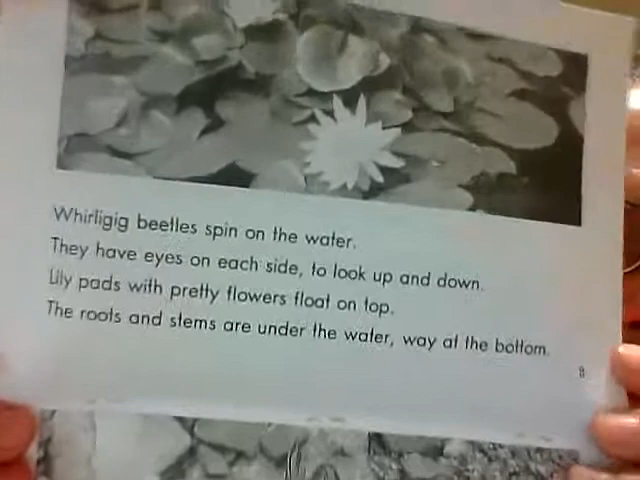 Whirligig beetles spin on the water.
They have eyes on each side, to look up and down.
Lily pads with pretty flowers float on top.
The roots and stems are under the water, way at the bottom.
8